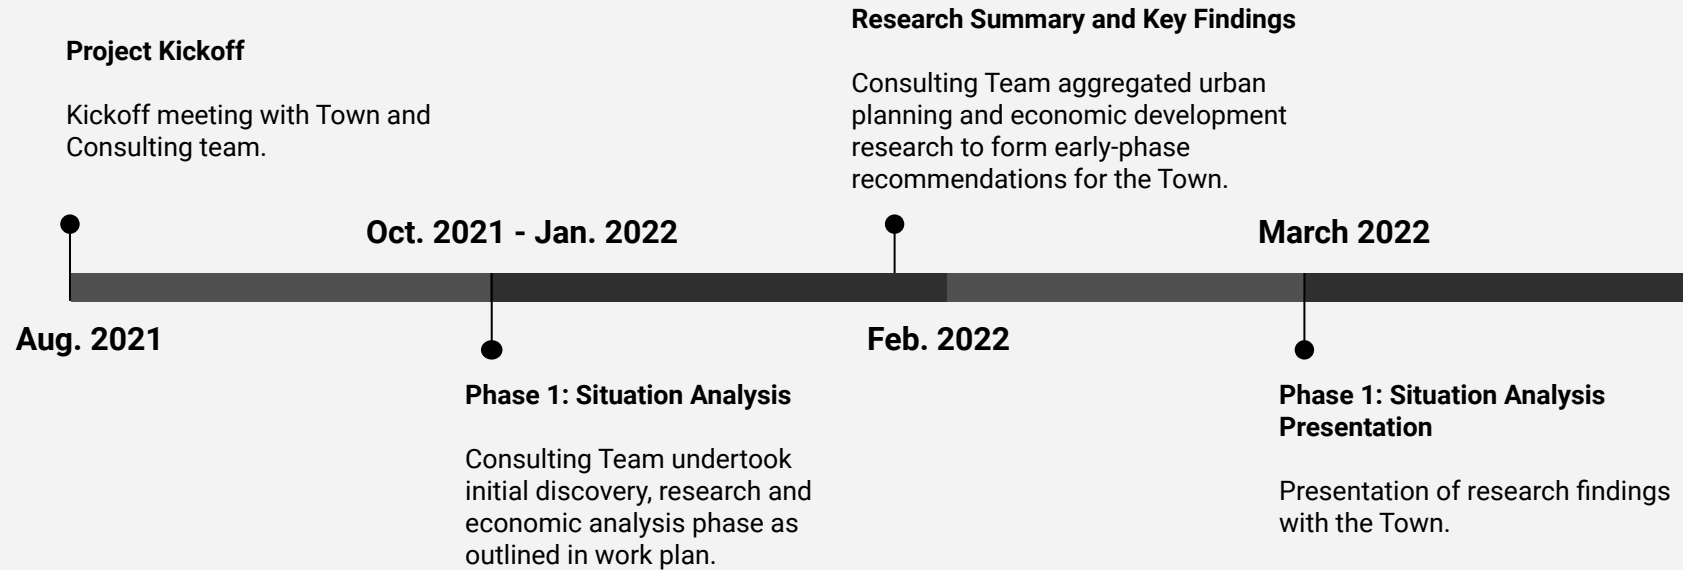 Project Kickoff
Kickoff meeting with Town and
Consulting team.
Aug. 2021
Oct. 2021 - Jan. 2022
Phase 1: Situation Analysis
Consulting Team undertook
initial discovery, research and
economic analysis phase as
outlined in work plan.
Research Summary and Key Findings
Consulting Team aggregated urban
planning and economic development
research to form early-phase
recommendations for the Town.
Feb. 2022
March 2022
Phase 1: Situation Analysis
Presentation
Presentation of research findings
with the Town.